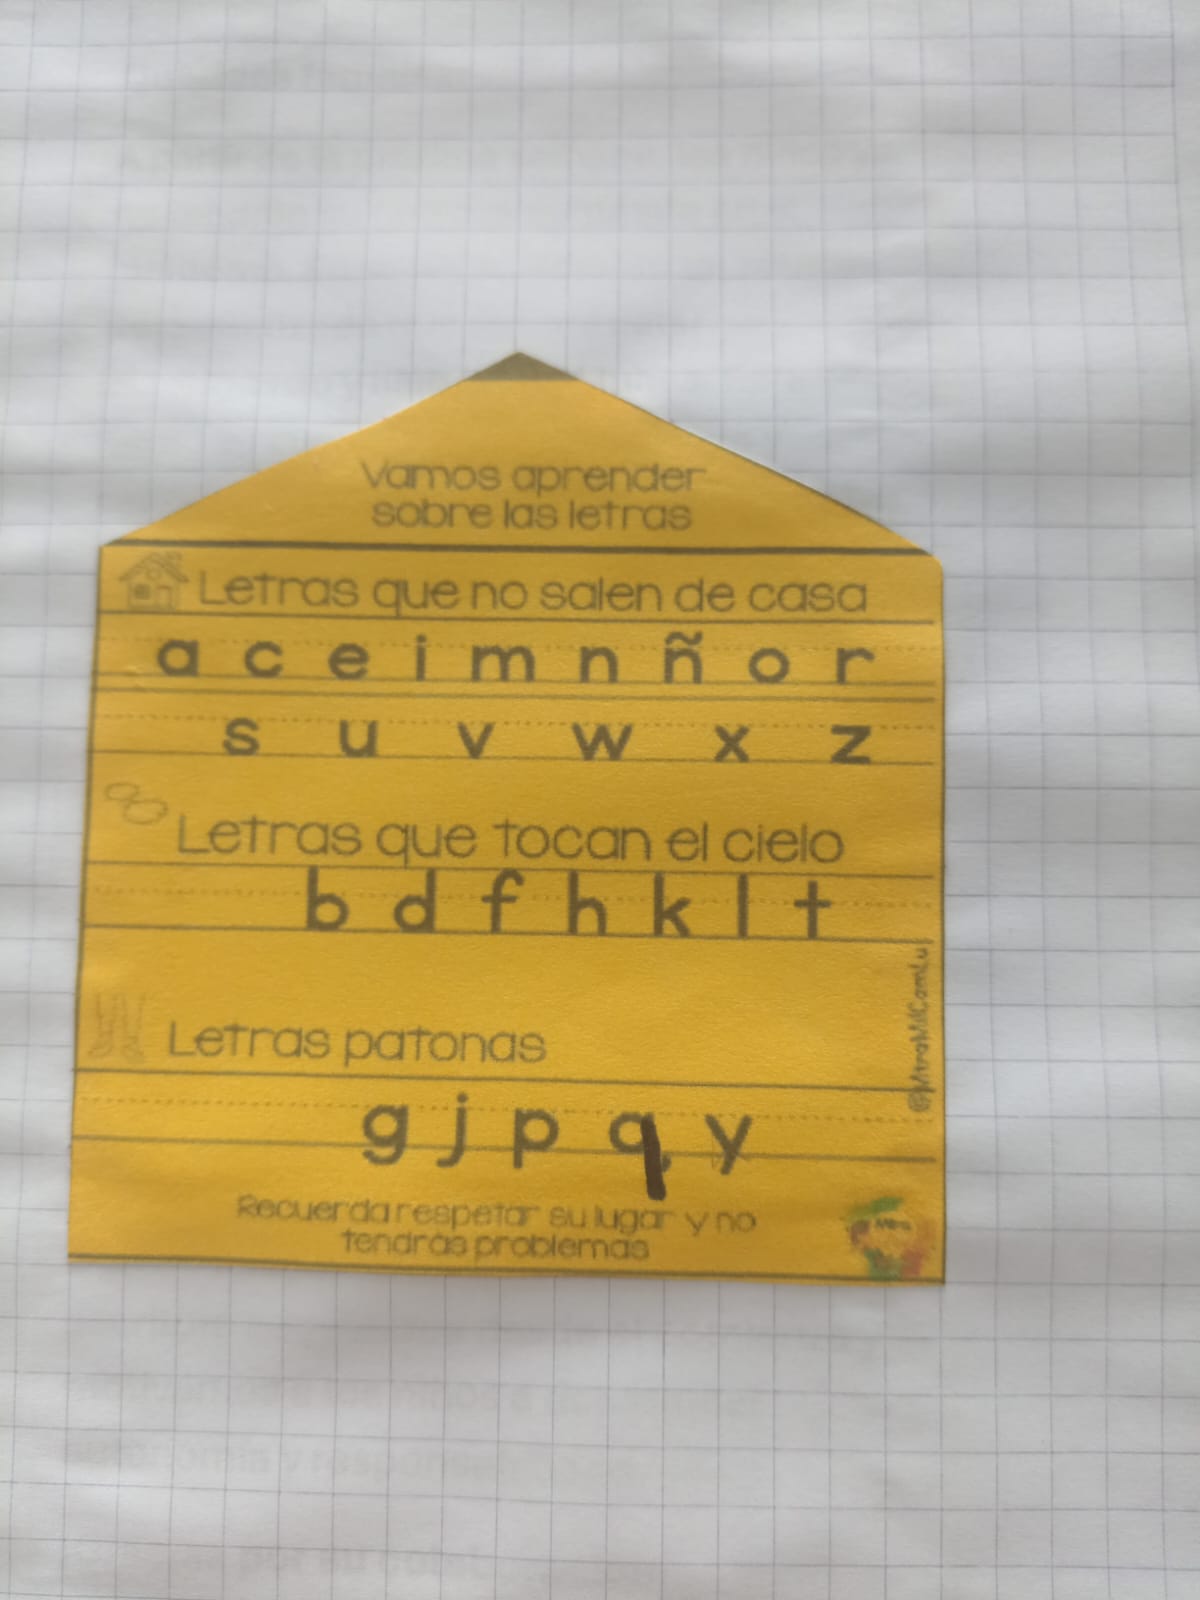 Vamos aprender
sobre las letras
Letras que no salen de casa
a c e i m n ñ o r
s u v w x z
Letras que tocan el cielo
b d f h k l t
Letras patonas
g j p q y
Recuerda respetar su lugar y no
tendrás problemas